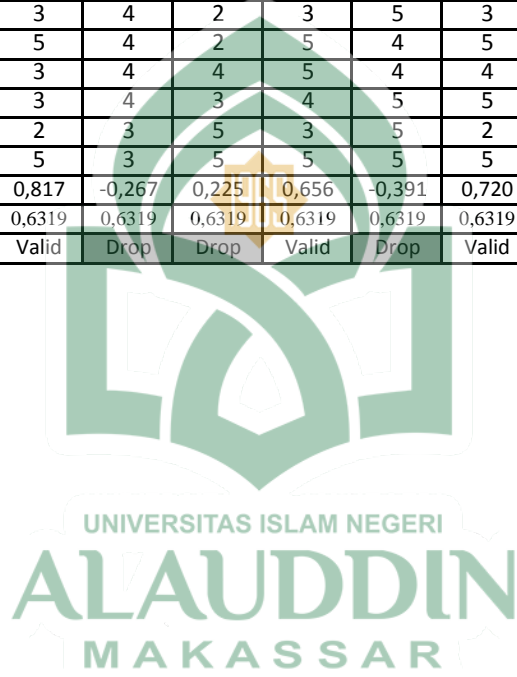 3 4 2 3 5 3
5 4 2 5 4 5
3 4 4 5 4 4
3 4 3 4 5 5
2 3 5 3 5 2
5 3 5 5 5 5
0,817 -0,267 0,225 0,656 -0,391 0,720
0,6319 0,6319 0,6319 0,6319 0,6319 0,6319
Valid Drop Drop Valid Drop Valid
UNIVERSITAS ISLAM NEGERI
ALAUDDIN
MAKASSAR